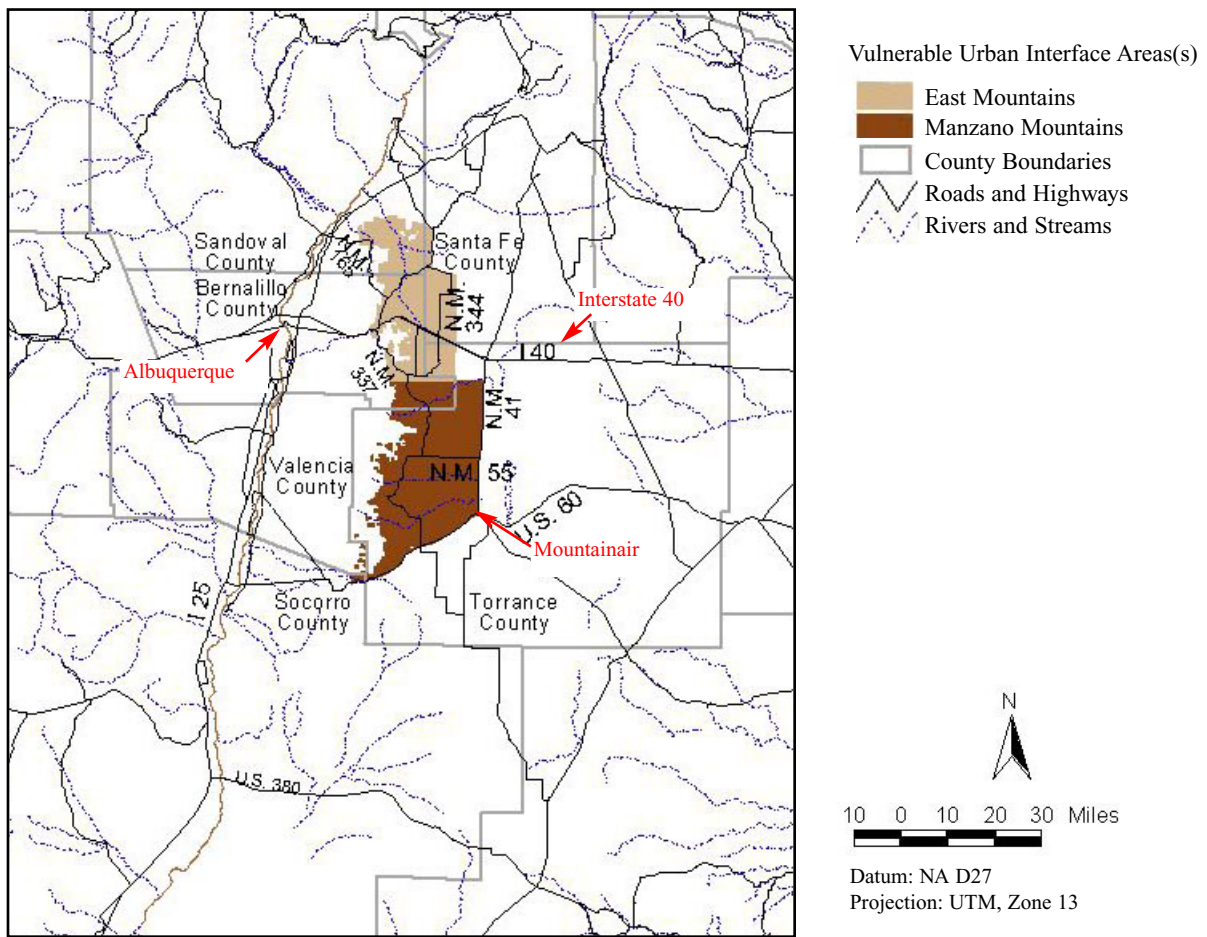 Vulnerable Urban Interface Areas(s)
East Mountains
Manzano Mountains
County Boundaries
Roads and Highways
Rivers and Streams
Sandoval
County
N.M.
165
Santa Fe
County
Bernalillo
County
N.M.
344
Interstate 40
Albuquerque
I 40
N.M.
337
N.M.
41
Valencia
County
N.M. 55
U.S. 60
Mountainair
I 25
Socorro
County
Torrance
County
U.S. 380
N
10 0 10 20 30 Miles
Datum: NA D27
Projection: UTM, Zone 13